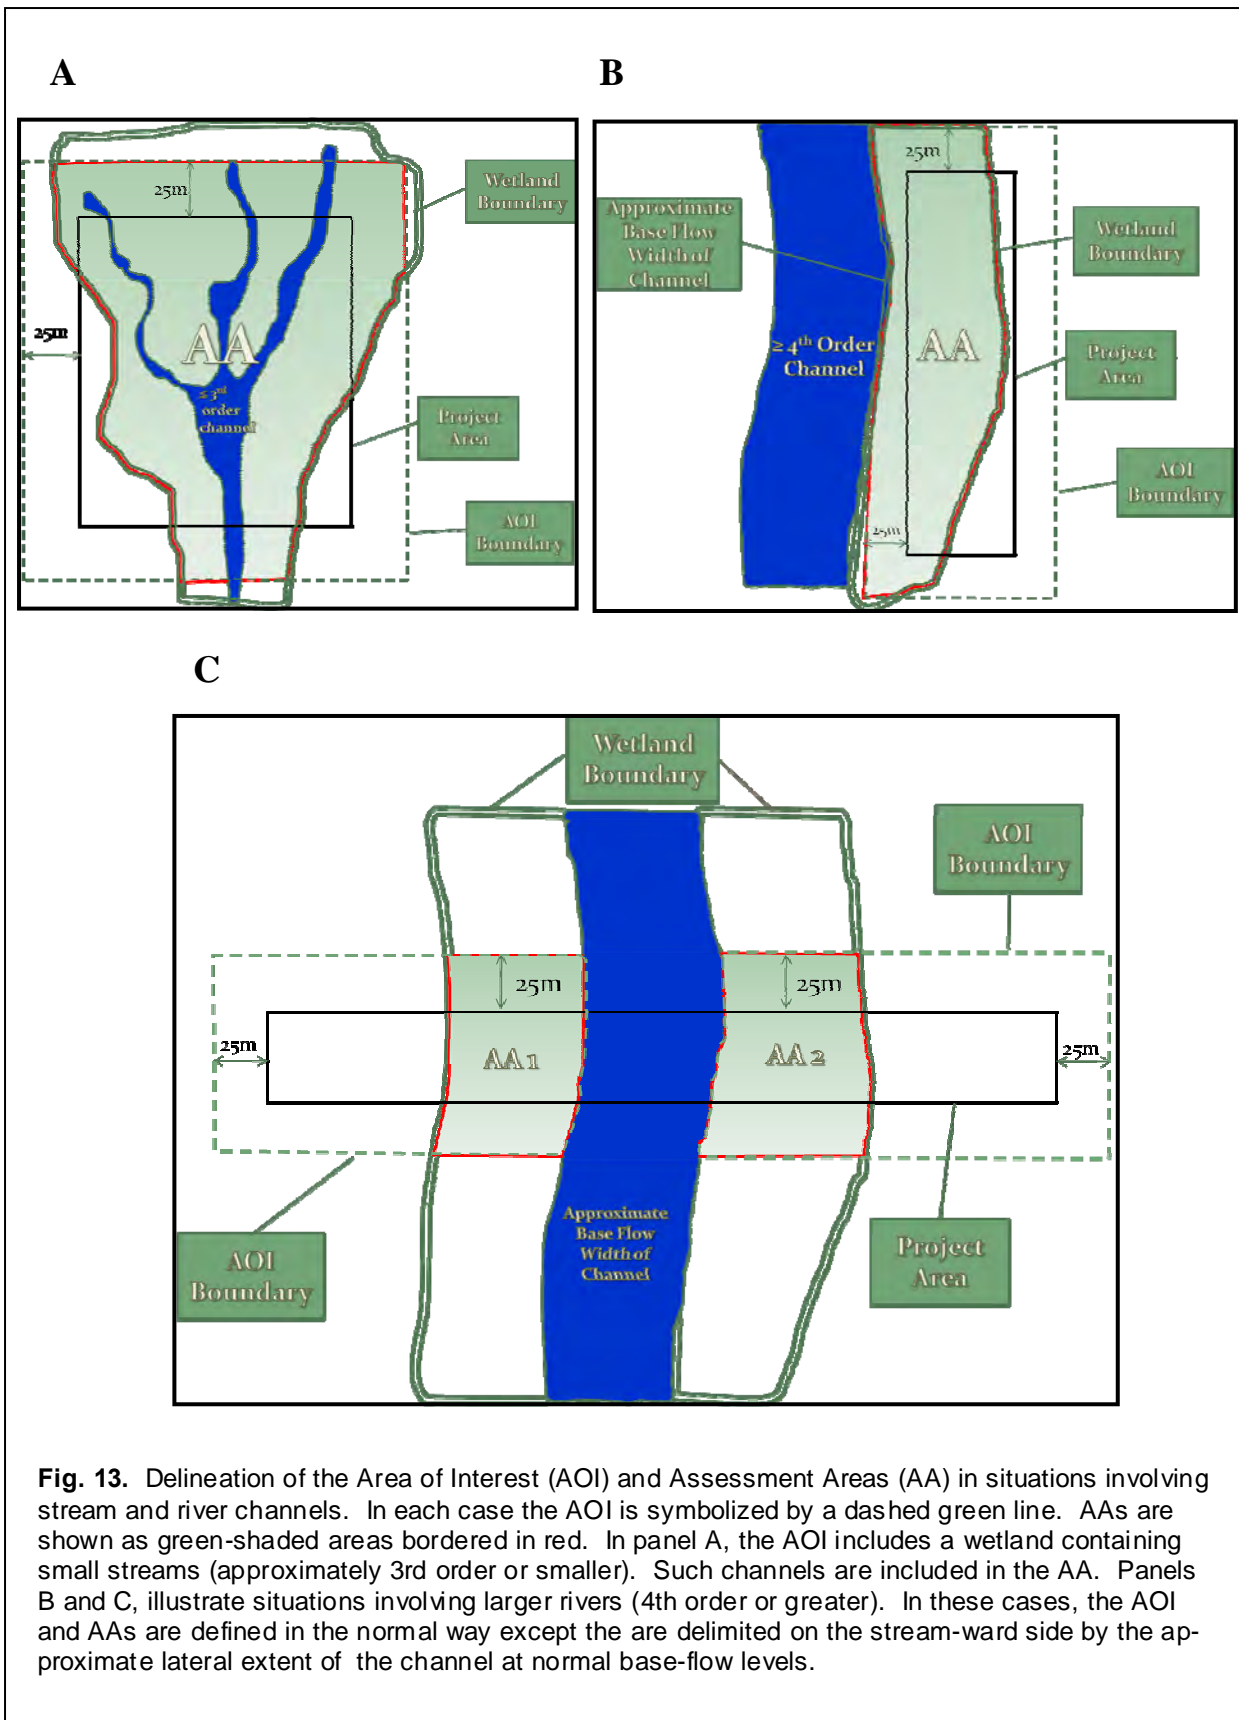 A
B
Wetland
Boundary
25m
25m
AA
≤ 3rd
order
channel
Project
Area
AOI
Boundary
25m
Approximate
Base Flow
Width of
Channel
≥ 4th Order
Channel
AA
Wetland
Boundary
Project
Area
AOI
Boundary
25m
C
Wetland
Boundary
AOI
Boundary
25m
25m
25m
25m
AA 1
AA 2
Approximate
Base Flow
Width of
Channel
AOI
Boundary
Project
Area
Fig. 13. Delineation of the Area of Interest (AOI) and Assessment Areas (AA) in situations involving
stream and river channels. In each case the AOI is symbolized by a dashed green line. AAs are
shown as green-shaded areas bordered in red. In panel A, the AOI includes a wetland containing
small streams (approximately 3rd order or smaller). Such channels are included in the AA. Panels
B and C, illustrate situations involving larger rivers (4th order or greater). In these cases, the AOI
and AAs are defined in the normal way except the are delimited on the stream-ward side by the ap-
proximate lateral extent of the channel at normal base-flow levels.